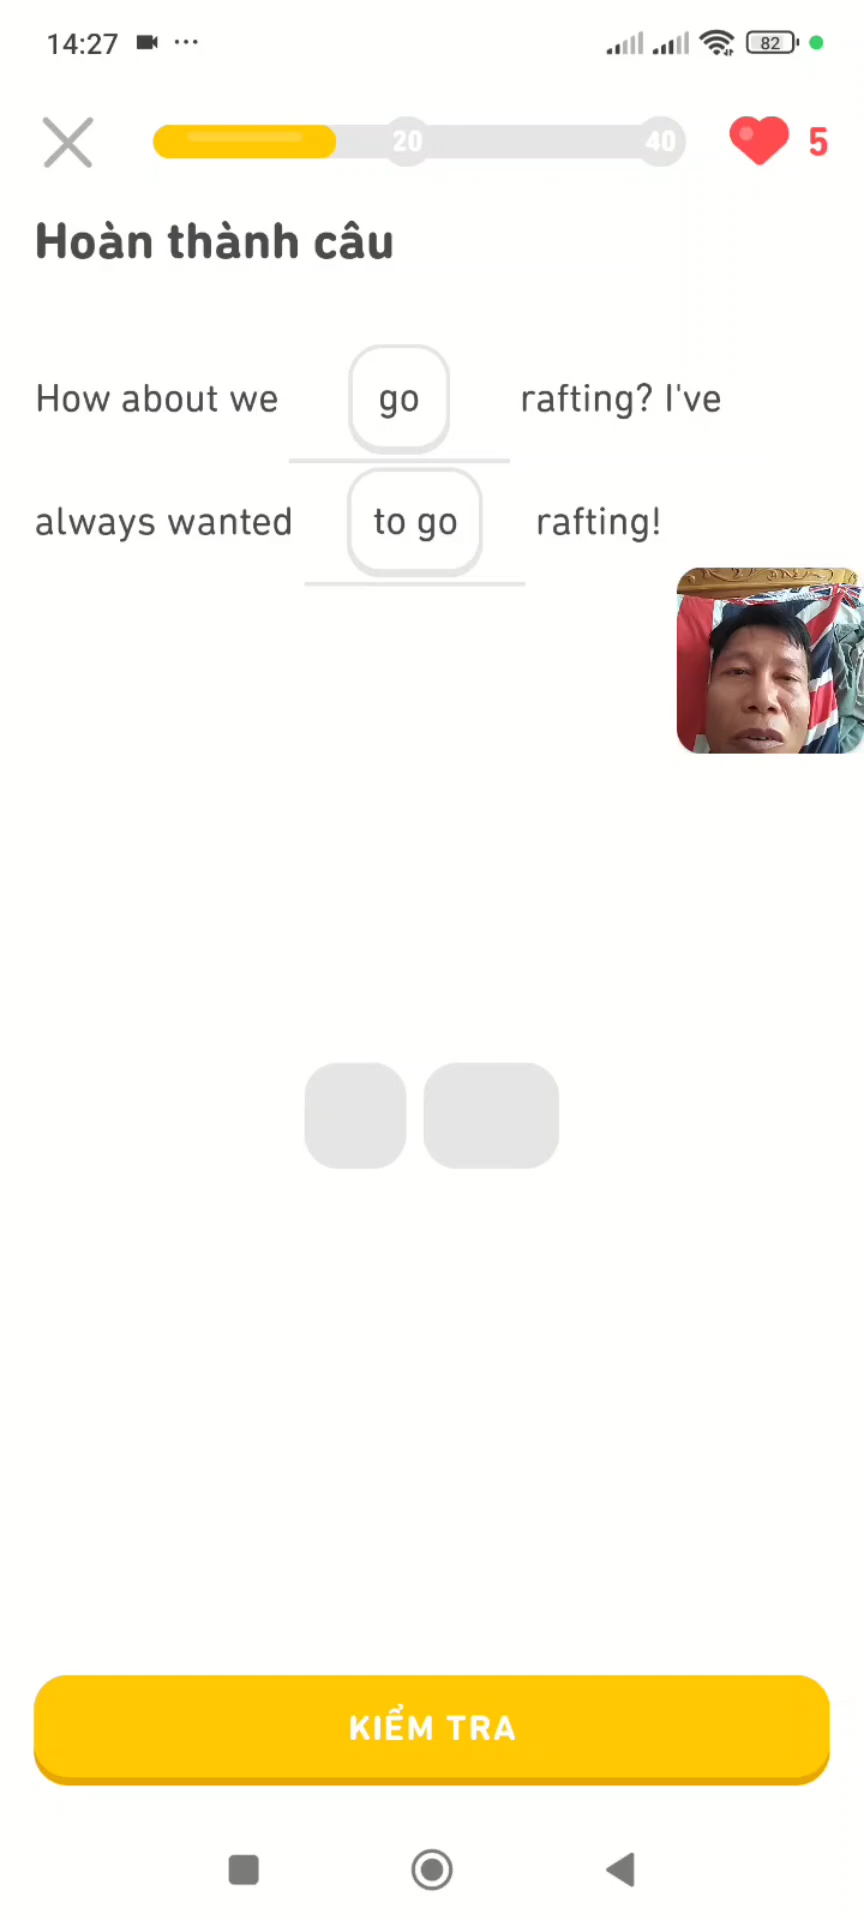 14:27 82
20 40 5
Hoàn thành câu
How about we go rafting? I've
always wanted to go rafting!
KIỂM TRA